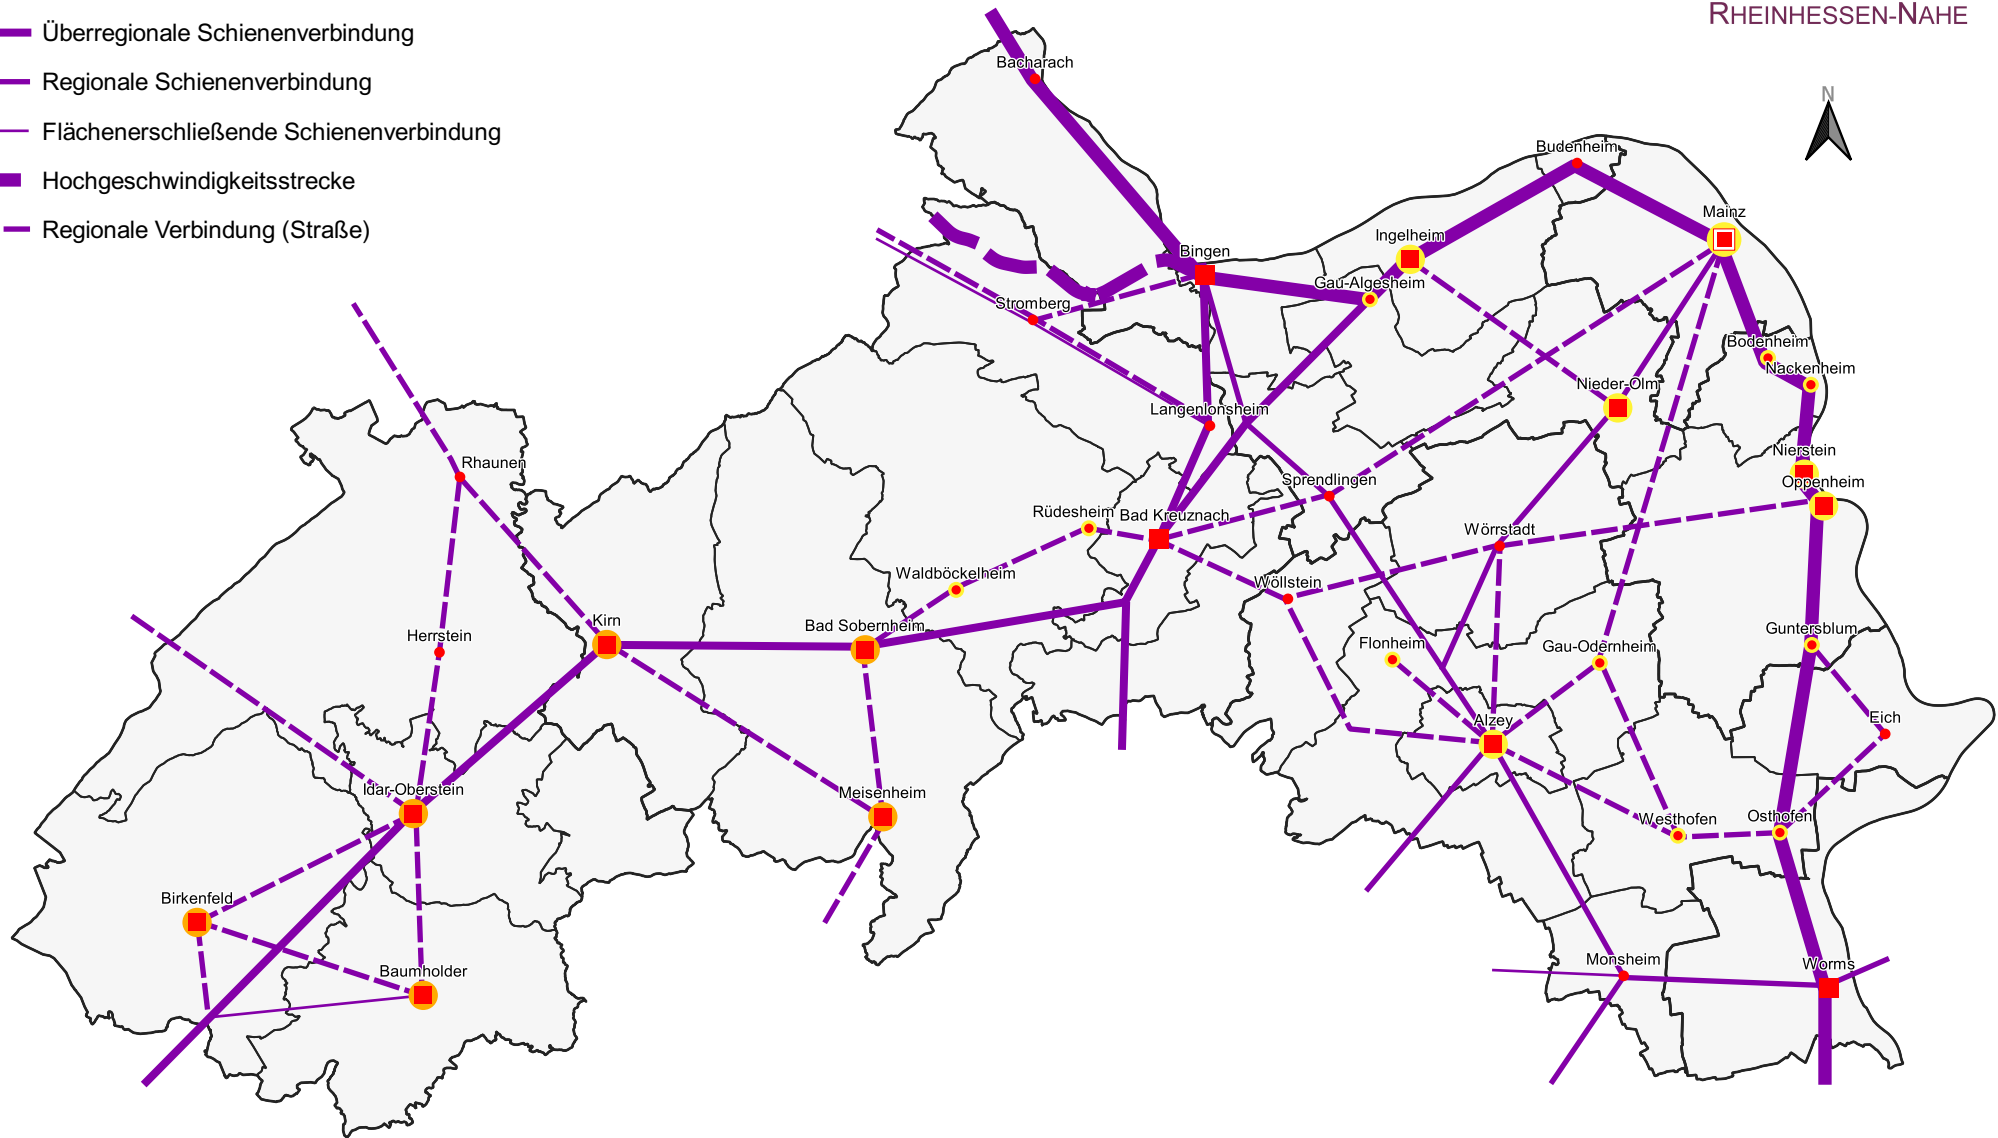 RHEINHESSEN-NAHE
Überregionale Schienenverbindung
Regionale Schienenverbindung
Flächenerschließende Schienenverbindung
Hochgeschwindigkeitsstrecke
Regionale Verbindung (Straße)
N
Bacharach
Budenheim
Mainz
Ingelheim
Bingen
Gau-Algesheim
Stromberg
Bodenheim
Nackenheim
Nieder-Olm
Langenlonsheim
Nierstein
Rhaunen
Sprendlingen
Oppenheim
Rüdesheim
Bad Kreuznach
Wörrstadt
Waldböckelheim
Wöllstein
Kirn
Bad Sobernheim
Herrstein
Flonheim
Gau-Odernheim
Guntersblum
Alzey
Eich
Idar-Oberstein
Meisenheim
Westhofen
Osthofen
Birkenfeld
Monsheim
Worms
Baumholder